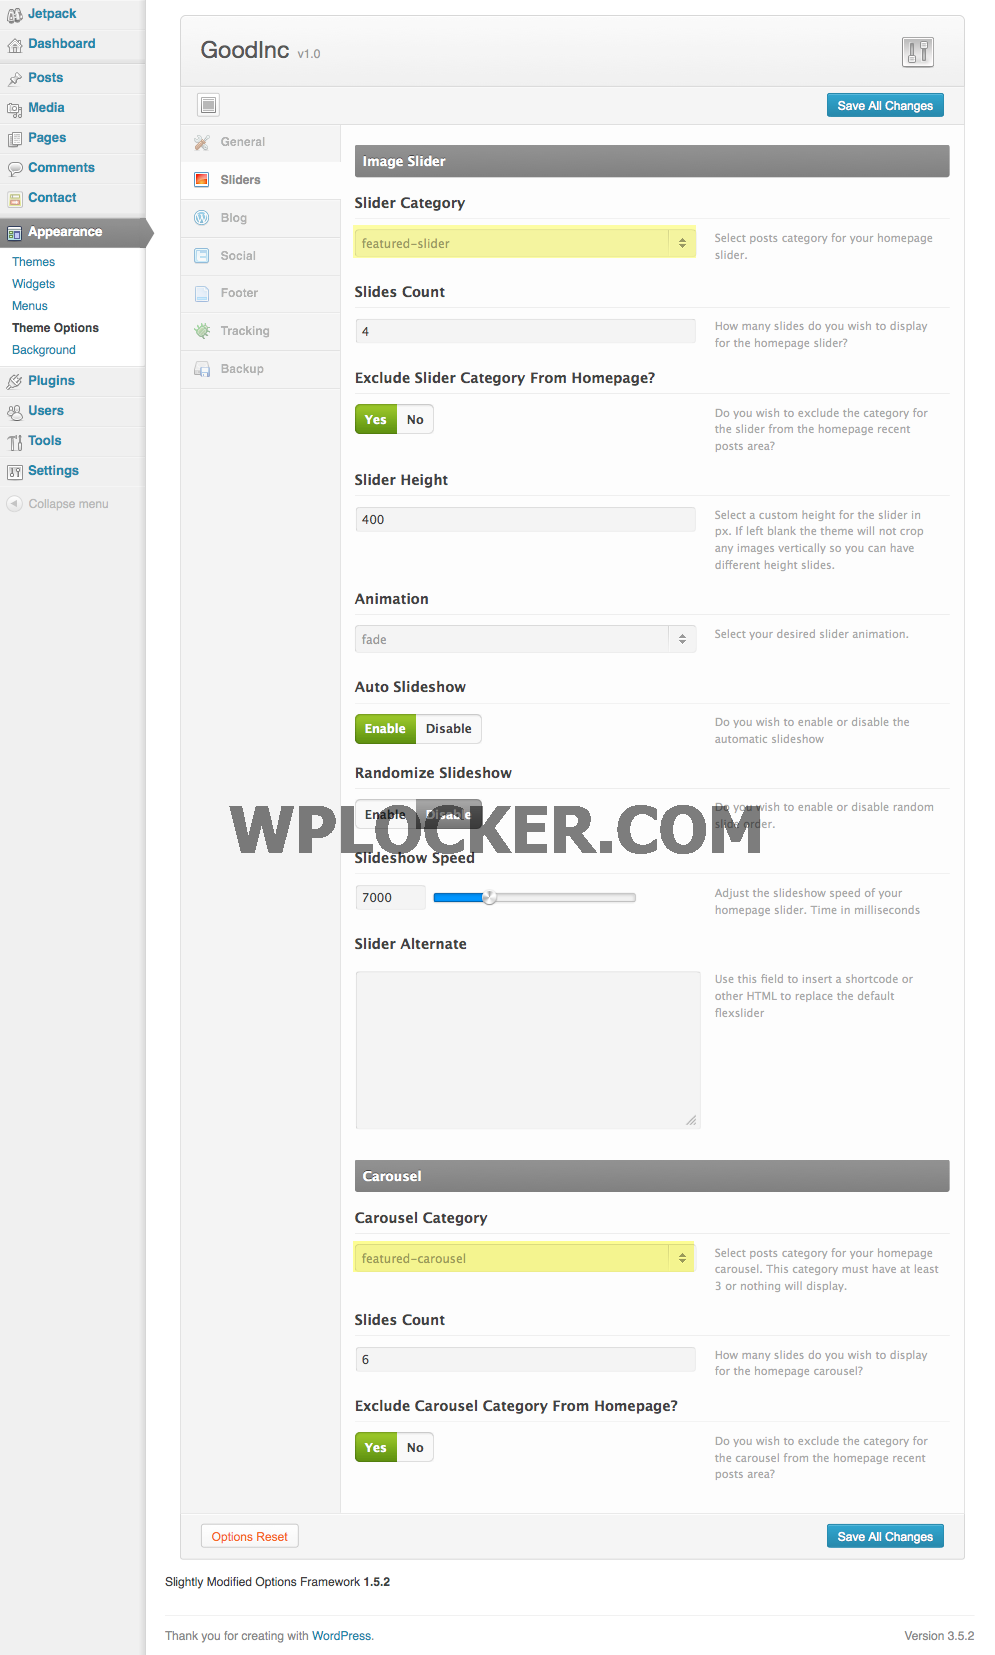 Jetpack
Dashboard
Posts
Media
Pages
Comments
Contact
Appearance
Themes
Widgets
Menus
Theme Options
Background
Plugins
Users
Tools
Settings
Collapse menu
GoodInc v1.0
Save All Changes
General
Sliders
Blog
Social
Footer
Tracking
Backup
Image Slider
Slider Category
featured-slider
Select posts category for your homepage
slider.
Slides Count
4
How many slides do you wish to display
for the homepage slider?
Exclude Slider Category From Homepage?
Yes No
Do you wish to exclude the category for
the slider from the homepage recent
posts area?
Slider Height
400
Select a custom height for the slider in
px. If left blank the theme will not crop
any images vertically so you can have
different height slides.
Animation
fade
Select your desired slider animation.
Auto Slideshow
Enable Disable
Do you wish to enable or disable the
automatic slideshow
Randomize Slideshow
Enable Disable
Do you wish to enable or disable random
slide order.
WPLOCKER.COM
Slideshow Speed
7000
Adjust the slideshow speed of your
homepage slider. Time in milliseconds
Slider Alternate
Use this field to insert a shortcode or
other HTML to replace the default
flexslider
Carousel
Carousel Category
featured-carousel
Select posts category for your homepage
carousel. This category must have at least
3 or nothing will display.
Slides Count
6
How many slides do you wish to display
for the homepage carousel?
Exclude Carousel Category From Homepage?
Yes No
Do you wish to exclude the category for
the carousel from the homepage recent
posts area?
Options Reset
Save All Changes
Slightly Modified Options Framework 1.5.2
Thank you for creating with WordPress.
Version 3.5.2